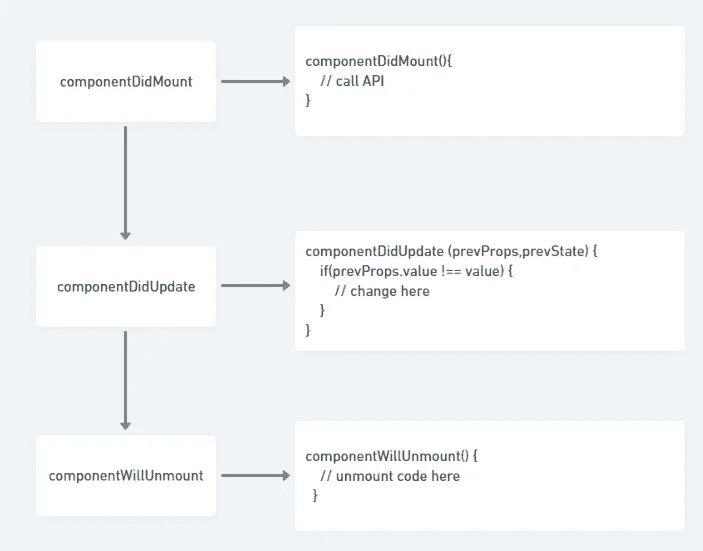 componentDidMount
componentDidMount(){
// call API
}
componentDidUpdate
componentDidUpdate (prevProps,prevState) {
if(prevProps.value !== value) {
// change here
}
}
componentWillUnmount
componentWillUnmount() {
// unmount code here
}